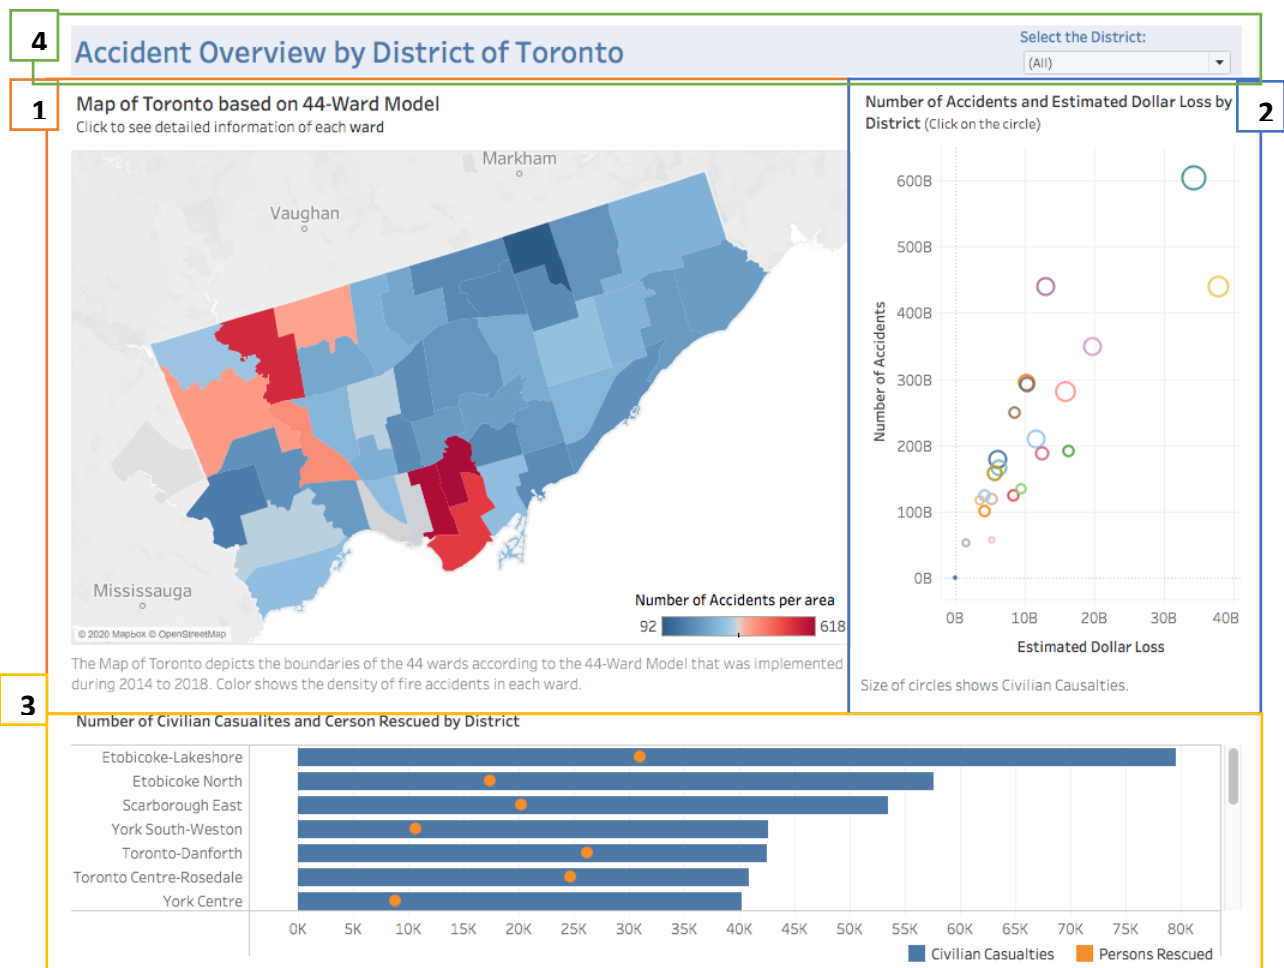 4
Accident Overview by District of Toronto
Select the District:
(All)
1
Map of Toronto based on 44-Ward Model
Click to see detailed information of each ward
Markham
Vaughan
Mississauga
Number of Accidents per area
92 618
© 2020 Mapbox © OpenStreetMap
The Map of Toronto depicts the boundaries of the 44 wards according to the 44-Ward Model that was implemented
during 2014 to 2018. Color shows the density of fire accidents in each ward.
2
Number of Accidents and Estimated Dollar Loss by
District (Click on the circle)
Number of Accidents
600B
500B
400B
300B
200B
100B
0B
0B 10B 20B 30B 40B
Estimated Dollar Loss
Size of circles shows Civilian Causalties.
3
Number of Civilian Casualites and Cerson Rescued by District
Etobicoke-Lakeshore
Etobicoke North
Scarborough East
York South-Weston
Toronto-Danforth
Toronto Centre-Rosedale
York Centre
0K 5K 10K 15K 20K 25K 30K 35K 40K 45K 50K 55K 60K 65K 70K 75K 80K
Civilian Casualties Persons Rescued